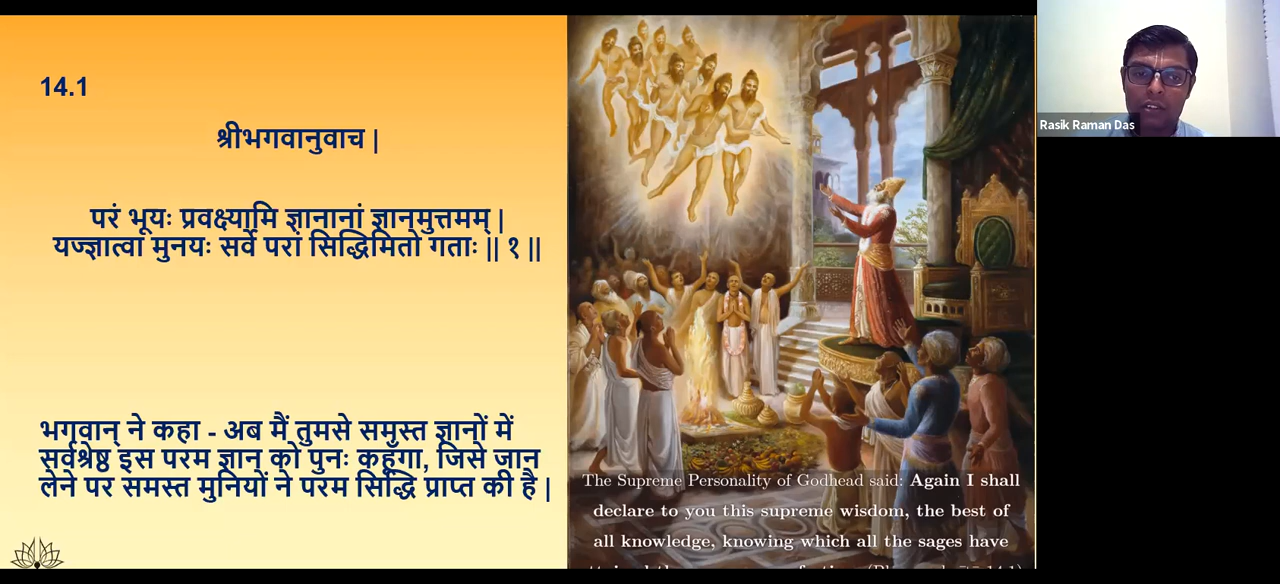 14.1
श्रीभगवानुवाच |
परं भूयः प्रवक्ष्यामि ज्ञानानां ज्ञानमुत्तमम् |
यज्ज्ञात्वा मुनयः सर्वे परां सिद्धिमितो गताः || १ ||
भगवान् ने कहा - अब मैं तुमसे समस्त ज्ञानों में
सर्वश्रेष्ठ इस परम ज्ञान को पुनः कहूँगा, जिसे जान
लेने पर समस्त मुनियों ने परम सिद्धि प्राप्त की है |
The Supreme Personality of Godhead said: Again I shall
declare to you this supreme wisdom, the best of
all knowledge, knowing which all the sages have
Rasik Raman Das